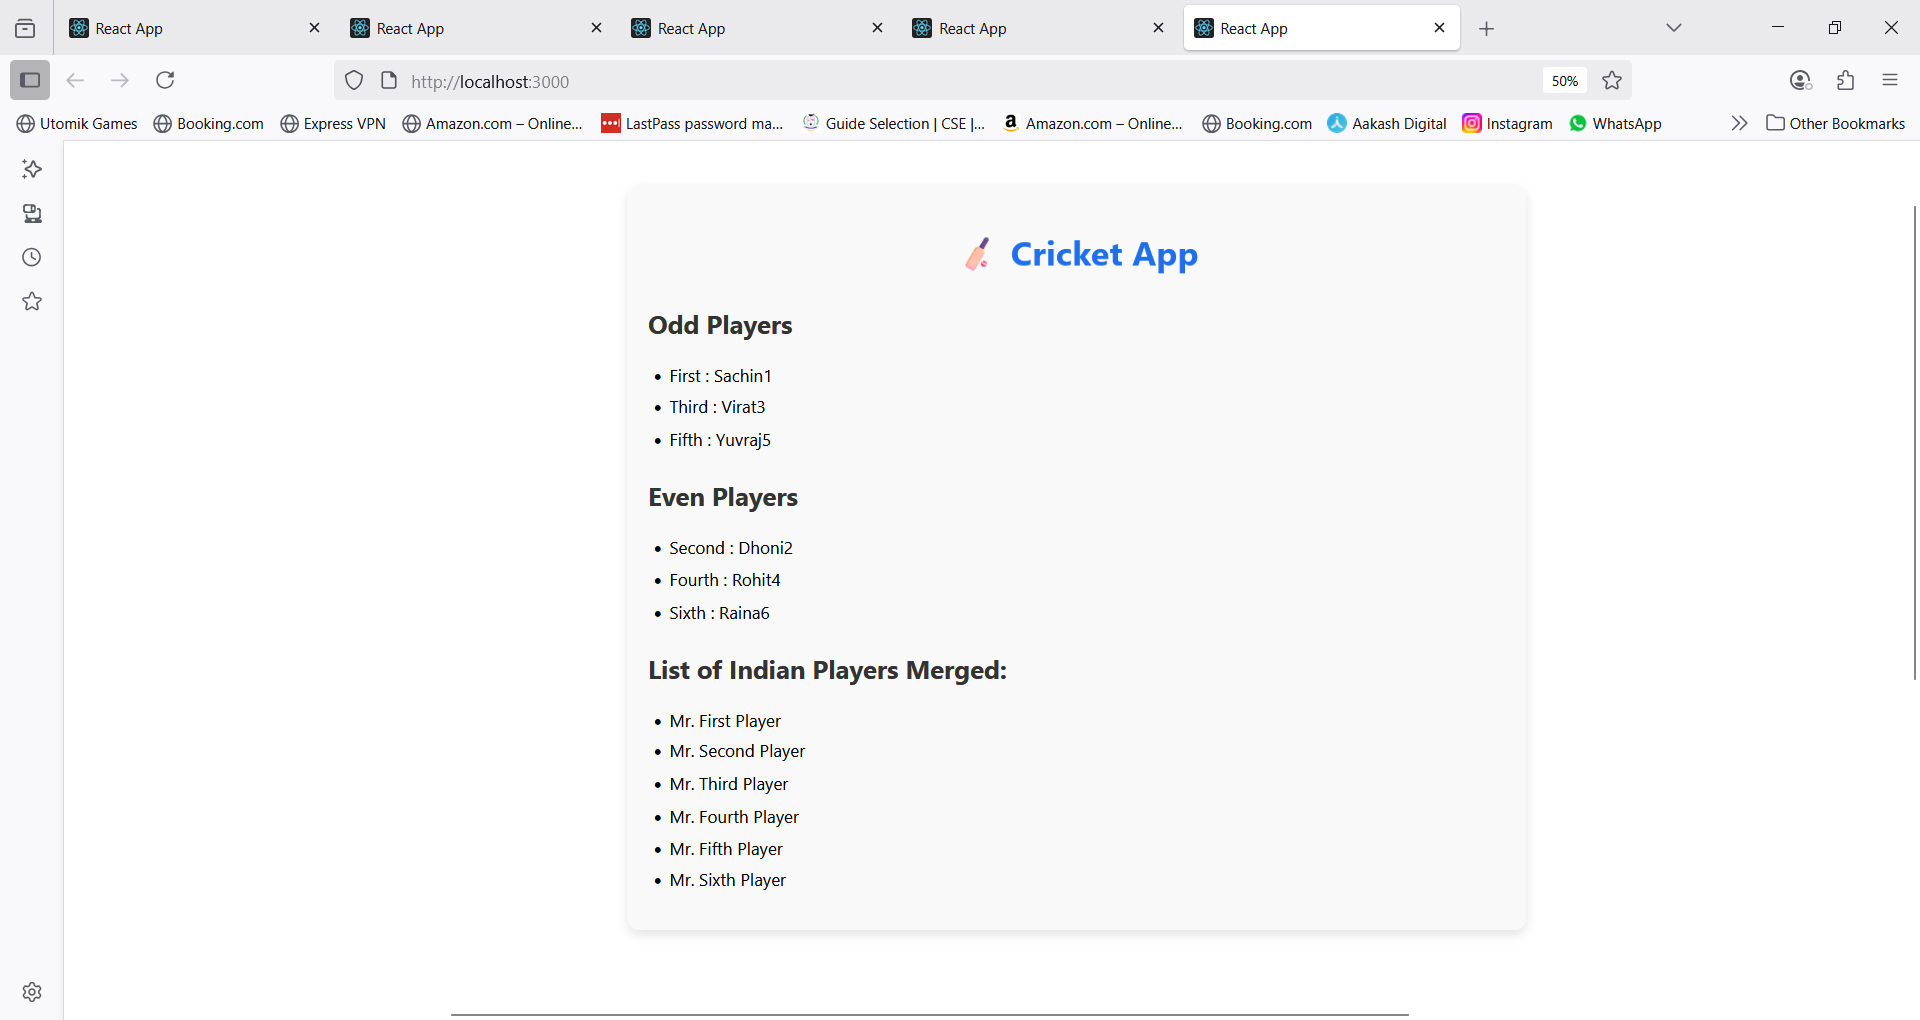 React App React App React App React App React App
http://localhost:3000 50%
Utomik Games Booking.com Express VPN Amazon.com – Online... LastPass password ma... Guide Selection | CSE |... Amazon.com – Online... Booking.com Aakash Digital Instagram WhatsApp Other Bookmarks
Cricket App
Odd Players
• First : Sachin1
• Third : Virat3
• Fifth : Yuvraj5
Even Players
• Second : Dhoni2
• Fourth : Rohit4
• Sixth : Raina6
List of Indian Players Merged:
• Mr. First Player
• Mr. Second Player
• Mr. Third Player
• Mr. Fourth Player
• Mr. Fifth Player
• Mr. Sixth Player